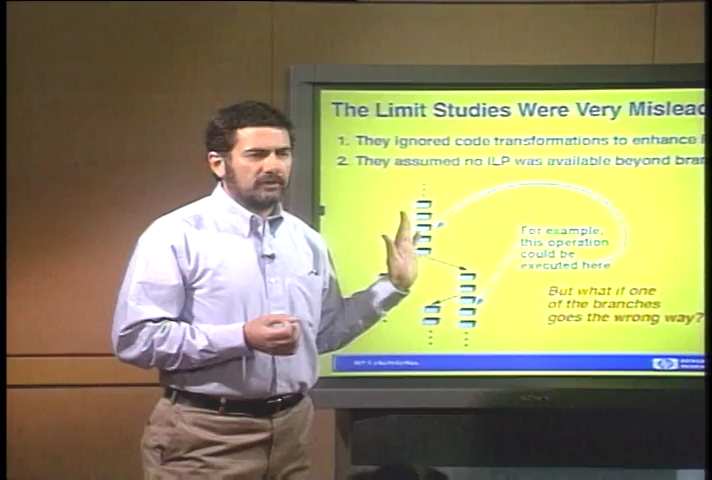 The Limit Studies Were Very Mislead
1. They ignored code transformations to enhance
2. They assumed no ILP was available beyond bran
For example,
this operation
could be
executed here
But what if one
of the branches
goes the wrong way?
hp
SONY